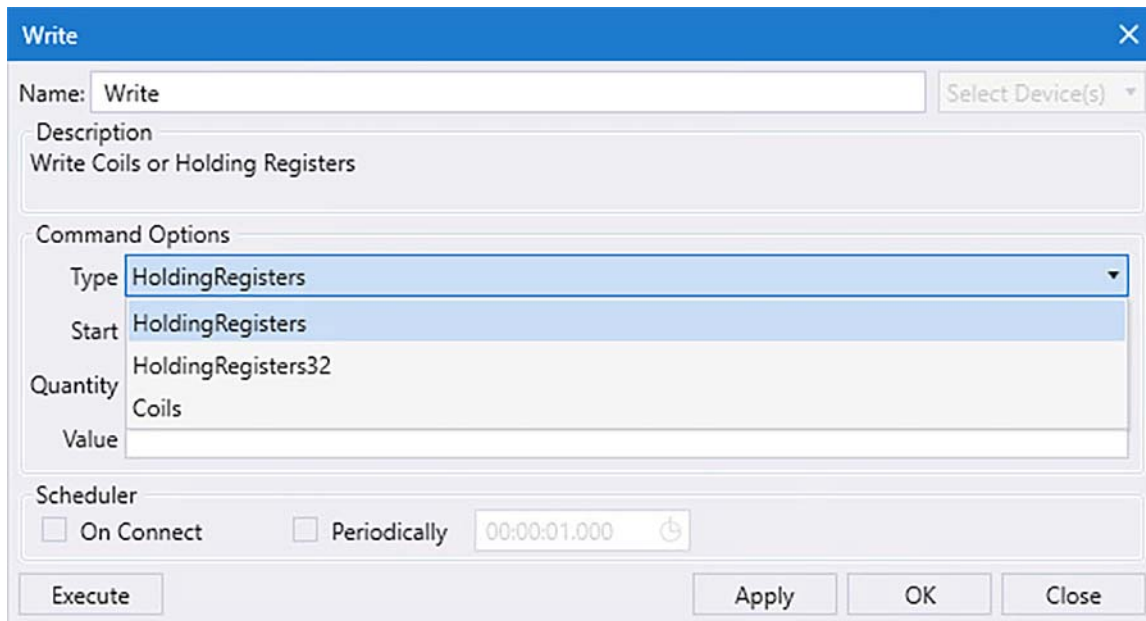 Write
Name: Write Select Device(s)
Description
Write Coils or Holding Registers
Command Options
Type HoldingRegisters
Start HoldingRegisters
HoldingRegisters32
Quantity
Coils
Value
Scheduler
On Connect Periodically 00:00:01.000
Execute Apply OK Close